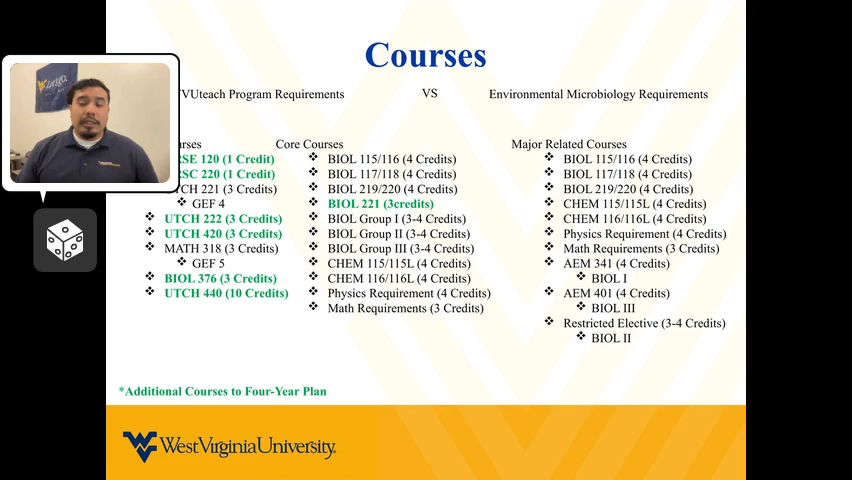 Courses
VUteach Program Requirements
VS
Environmental Microbiology Requirements
Core Courses
BIOL 115/116 (4 Credits)
BIOL 117/118 (4 Credits)
BIOL 219/220 (4 Credits)
BIOL 221 (3credits)
BIOL Group I (3-4 Credits)
BIOL Group II (3-4 Credits)
BIOL Group III (3-4 Credits)
CHEM 115/115L (4 Credits)
CHEM 116/116L (4 Credits)
Physics Requirement (4 Credits)
Math Requirements (3 Credits)
120 (1 Credit)
220 (1 Credit)
221 (3 Credits)
GEF 4
UTCH 222 (3 Credits)
UTCH 420 (3 Credits)
MATH 318 (3 Credits)
GEF 5
BIOL 376 (3 Credits)
UTCH 440 (10 Credits)
Major Related Courses
BIOL 115/116 (4 Credits)
BIOL 117/118 (4 Credits)
BIOL 219/220 (4 Credits)
CHEM 115/115L (4 Credits)
CHEM 116/116L (4 Credits)
Physics Requirement (4 Credits)
Math Requirements (3 Credits)
AEM 341 (4 Credits)
BIOL I
AEM 401 (4 Credits)
BIOL III
Restricted Elective (3-4 Credits)
BIOL II
*Additional Courses to Four-Year Plan
WestVirginiaUniversity.